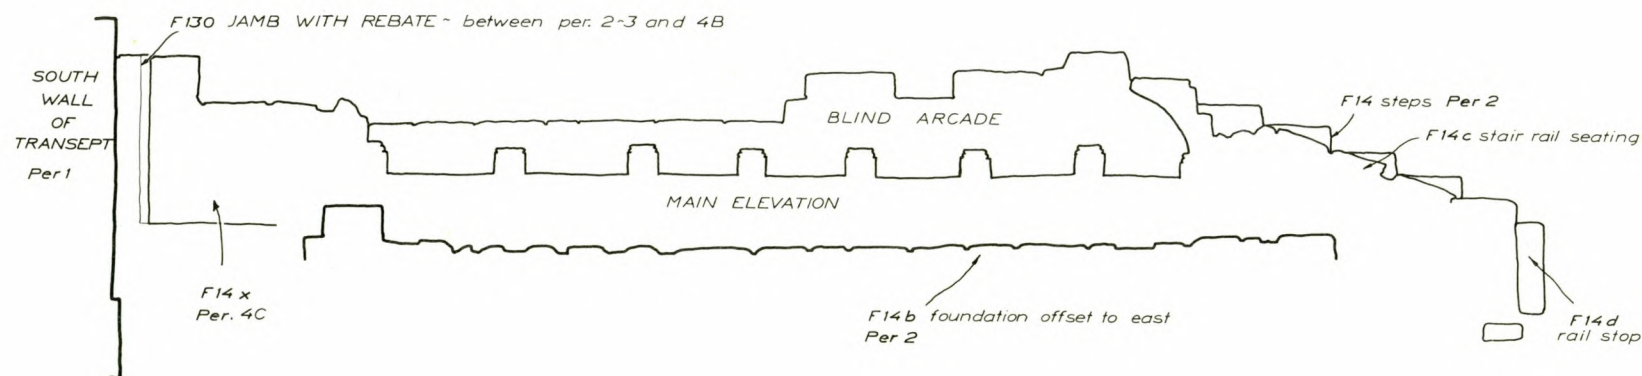 F130 JAMB WITH REBATE ~ between per. 2~3 and 4B
SOUTH
WALL
OF
TRANSEPT
Per 1
BLIND ARCADE
F14 steps Per 2
F14c stair rail seating
MAIN ELEVATION
F14 x
Per. 4C
F14b foundation offset to east
Per 2
F14d
rail stop